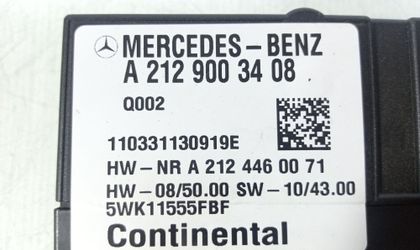 MERCEDES-BENZ
A 212 900 34 08
Q002
110331130919E
HW-NR A 212 446 00 71
HW-08/50.00 SW-10/43.00
5WK11555FBF
Continental